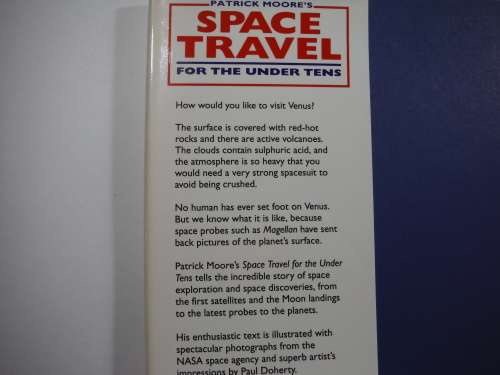 PATRICK MOORE'S
SPACE
TRAVEL
FOR THE UNDER TENS
How would you like to visit Venus?
The surface is covered with red-hot
rocks and there are active volcanoes.
The clouds contain sulphuric acid, and
the atmosphere is so heavy that you
would need a very strong spacesuit to
avoid being crushed.
No human has ever set foot on Venus.
But we know what it is like, because
space probes such as Magellan have sent
back pictures of the planet's surface.
Patrick Moore's Space Travel for the Under
Tens tells the incredible story of space
exploration and space discoveries, from
the first satellites and the Moon landings
to the latest probes to the planets.
His enthusiastic text is illustrated with
spectacular photographs from the
NASA space agency and superb artist's
impressions by Paul Doherty.